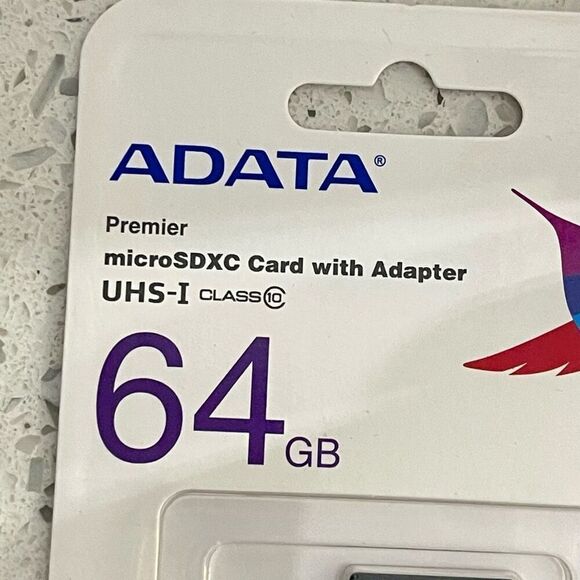 ADATA®
Premier
microSDXC Card with Adapter
UHS-I CLASS⑩
64GB